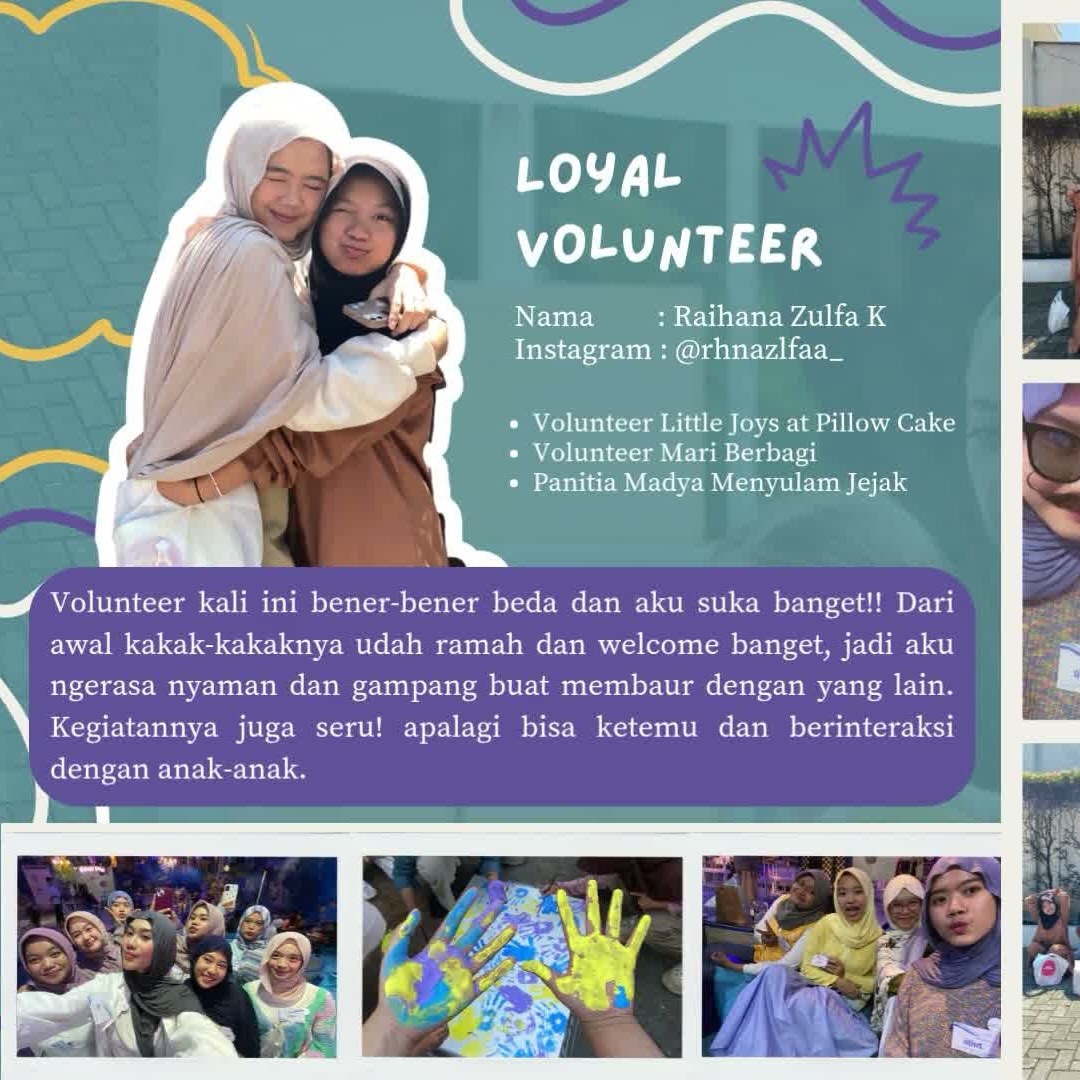 LOYAL
VOLUNTEER
Nama : Raihana Zulfa K
Instagram : @rhnazlfaa_
• Volunteer Little Joys at Pillow Cake
• Volunteer Mari Berbagi
• Panitia Madya Menyulam Jejak
Volunteer kali ini bener-bener beda dan aku suka banget!! Dari
awal kakak-kakaknya udah ramah dan welcome banget, jadi aku
ngerasa nyaman dan gampang buat membaur dengan yang lain.
Kegiatannya juga seru! apalagi bisa ketemu dan berinteraksi
dengan anak-anak.